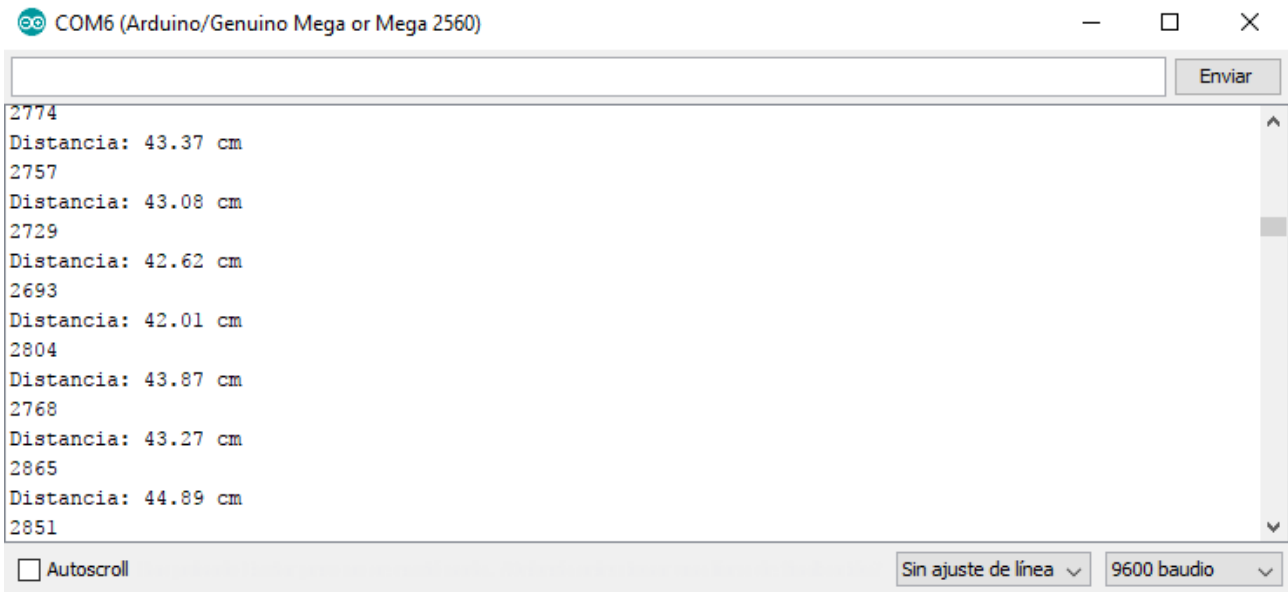 COM6 (Arduino/Genuino Mega or Mega 2560)
Enviar
2774
Distancia: 43.37 cm
2757
Distancia: 43.08 cm
2729
Distancia: 42.62 cm
2693
Distancia: 42.01 cm
2804
Distancia: 43.87 cm
2768
Distancia: 43.27 cm
2865
Distancia: 44.89 cm
2851
Autoscroll Sin ajuste de línea 9600 baudio